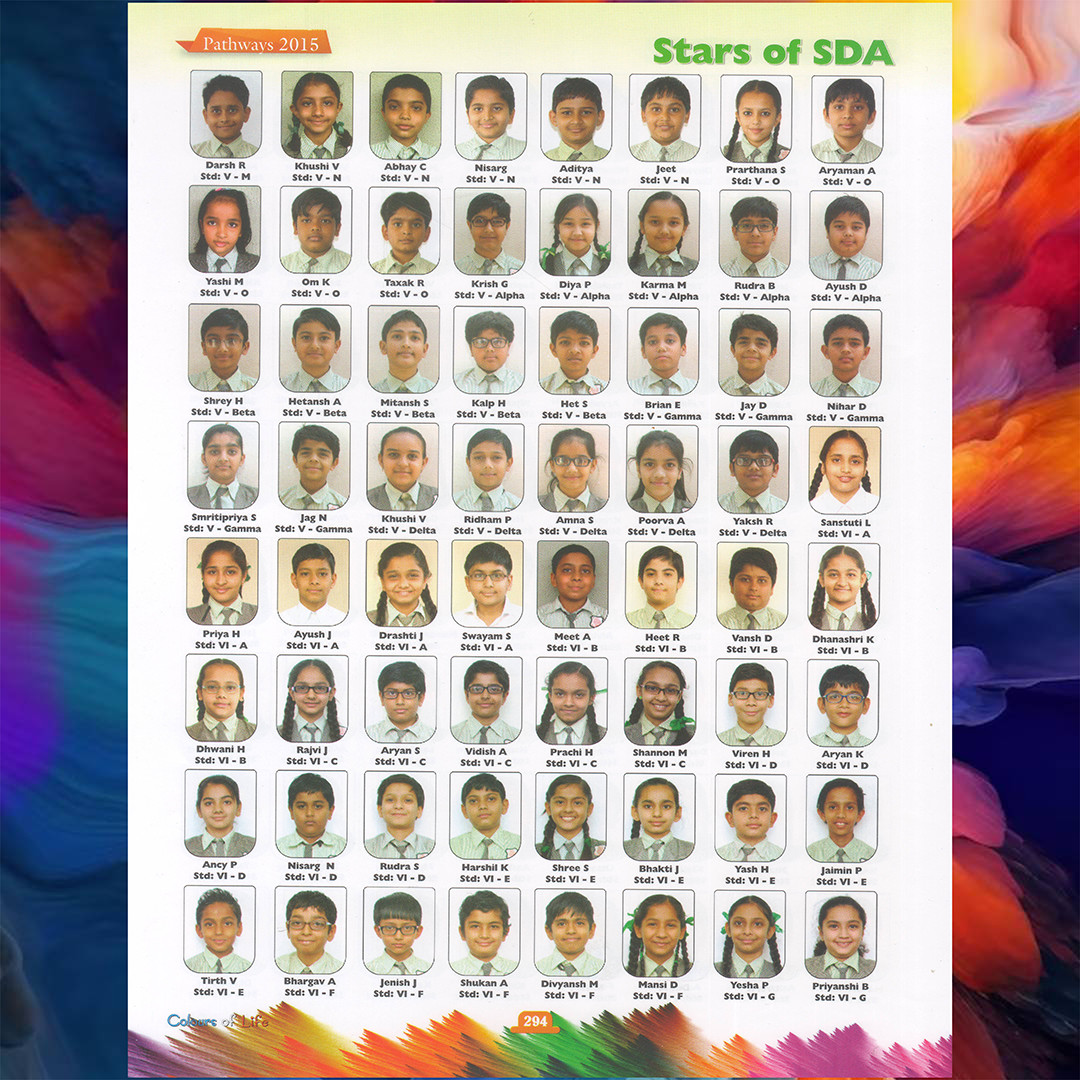 Pathways 2015
Stars of SDA
Darsh R
Std: V - M
Khushi V
Std: V - N
Abhay C
Std: V - N
Nisarg
Std: V - N
Aditya
Std: V - N
Jeet
Std: V - N
Prarthana S
Std: V - O
Aryaman A
Std: V - O
Yashi M
Std: V - O
Om K
Std: V - O
Taxak R
Std: V - O
Krish G
Std: V - Alpha
Diya P
Std: V - Alpha
Karma M
Std: V - Alpha
Rudra B
Std: V - Alpha
Ayush D
Std: V - Alpha
Shrey H
Std: V - Beta
Hetansh A
Std: V - Beta
Mitansh S
Std: V - Beta
Kalp H
Std: V - Beta
Het S
Std: V - Beta
Brian E
Std: V - Gamma
Jay D
Std: V - Gamma
Nihar D
Std: V - Gamma
Smritipriya S
Std: V - Gamma
Jag N
Std: V - Gamma
Khushi V
Std: V - Delta
Ridham P
Std: V - Delta
Amna S
Std: V - Delta
Poorva A
Std: V - Delta
Yaksh R
Std: V - Delta
Sanstuti L
Std: VI - A
Priya H
Std: VI - A
Ayush J
Std: VI - A
Drashti J
Std: VI - A
Swayam S
Std: VI - A
Meet A
Std: VI - B
Heet R
Std: VI - B
Vansh D
Std: VI - B
Dhanashri K
Std: VI - B
Dhwani H
Std: VI - B
Rajvi J
Std: VI - C
Aryan S
Std: VI - C
Vidish A
Std: VI - C
Prachi H
Std: VI - C
Shannon M
Std: VI - C
Viren H
Std: VI - D
Aryan K
Std: VI - D
Ancy P
Std: VI - D
Nisarg N
Std: VI - D
Rudra S
Std: VI - D
Harshil K
Std: VI - E
Shree S
Std: VI - E
Bhakti J
Std: VI - E
Yash H
Std: VI - E
Jaimin P
Std: VI - E
Tirth V
Std: VI - E
Bhargav A
Std: VI - F
Jenish J
Std: VI - F
Shukan A
Std: VI - F
Divyansh M
Std: VI - F
Mansi D
Std: VI - F
Yesha P
Std: VI - G
Priyanshi B
Std: VI - G
Colours of Life
294